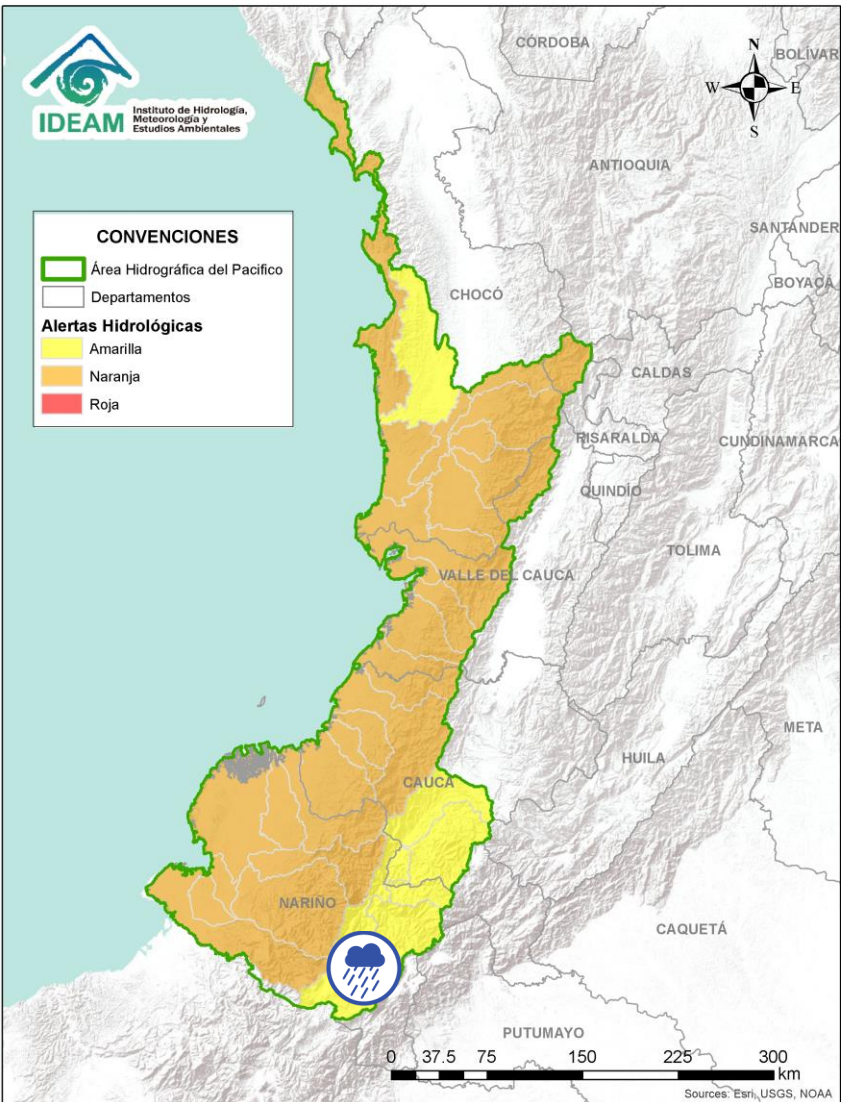 IDEAM
Instituto de Hidrología,
Meteorología y
Estudios Ambientales
CÓRDOBA
BOLÍVAR
N
W
E
S
ANTIOQUIA
SANTANDER
BOYACÁ
CHOCÓ
CONVENCIONES
Área Hidrográfica del Pacifico
Departamentos
Alertas Hidrológicas
Amarilla
Naranja
Roja
CALDAS
RISARALDA
CUNDINAMARCA
QUINDÍO
TOLIMA
VALLE DEL CAUCA
META
HUILA
CAUCA
NARIÑO
CAQUETÁ
PUTUMAYO
0 37.5 75 150 225 300
km
Sources: Esri, USGS, NOAA